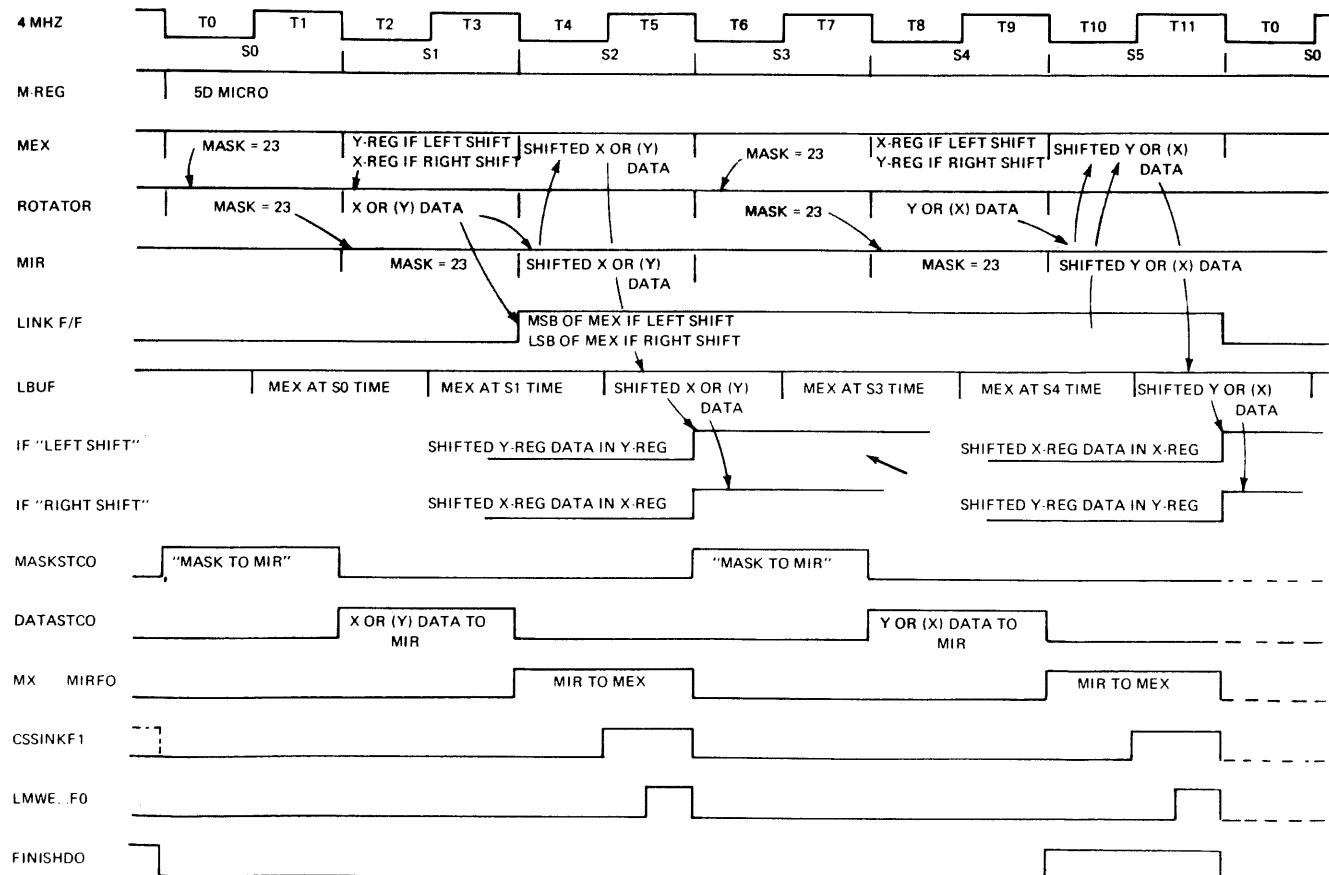 4 MHZ T0 T1 T2 T3 T4 T5 T6 T7 T8 T9 T10 T11 T0
S0 S1 S2 S3 S4 S5 S0
M-REG 5D MICRO
MEX MASK = 23 Y-REG IF LEFT SHIFT SHIFTED X OR (Y) MASK = 23 X-REG IF LEFT SHIFT SHIFTED Y OR (X)
X-REG IF RIGHT SHIFT DATA Y-REG IF RIGHT SHIFT DATA
ROTATOR MASK = 23 X OR (Y) DATA MASK = 23 Y OR (X) DATA
MIR MASK = 23 SHIFTED X OR (Y) MASK = 23 SHIFTED Y OR (X) DATA
DATA
LINK F/F MSB OF MEX IF LEFT SHIFT
LSB OF MEX IF RIGHT SHIFT
LBUF MEX AT S0 TIME MEX AT S1 TIME SHIFTED X OR (Y) MEX AT S3 TIME MEX AT S4 TIME SHIFTED Y OR (X)
DATA DATA
IF "LEFT SHIFT" SHIFTED Y-REG DATA IN Y-REG SHIFTED X-REG DATA IN X-REG
IF "RIGHT SHIFT" SHIFTED X-REG DATA IN X-REG SHIFTED Y-REG DATA IN Y-REG
MASKSTCO "MASK TO MIR" "MASK TO MIR"
DATASTCO X OR (Y) DATA TO Y OR (X) DATA TO
MIR MIR
MX MIRFO MIR TO MEX MIR TO MEX
CSSINKF1
LMWE..F0
FINISHDO